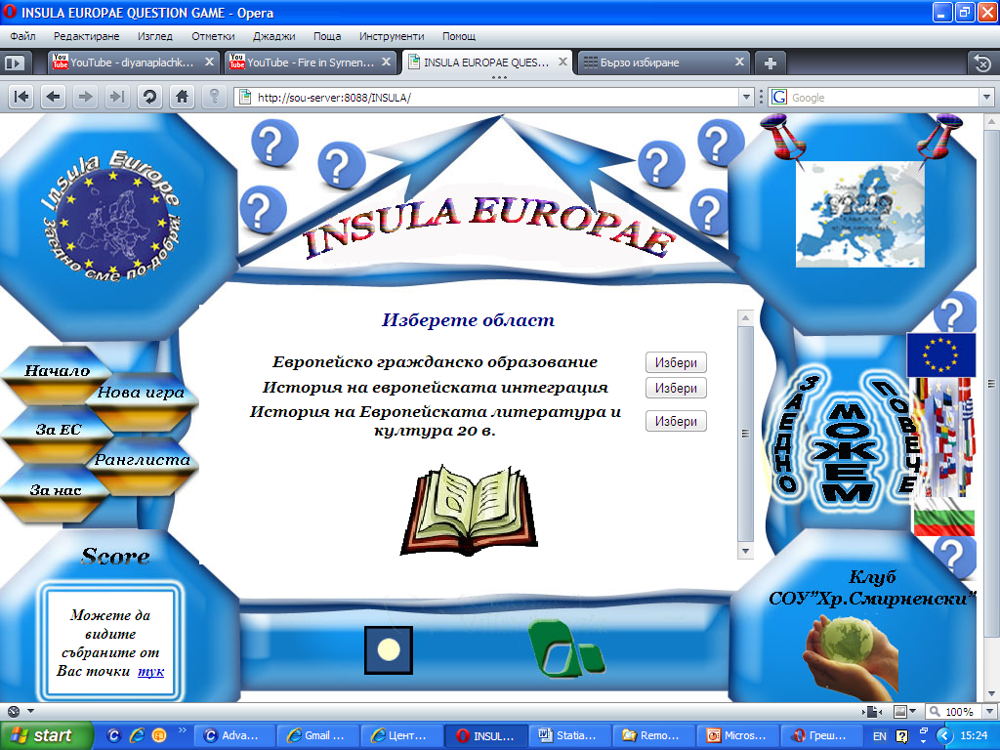 INSULA EUROPAE QUESTION GAME - Opera
Файл Редактиране Изглед Отметки Джаджи Поща Инструменти Помощ
YouTube - diyanaplachk... YouTube - Fire in Syrnen... INSULA EUROPAE QUES... Бързо избиране
http://sou-server:8088/INSULA/ Google
Insula Europe
заедно сме по-добри
INSULA EUROPAE
Изберете област
Европейско гражданско образование Избери
История на европейската интеграция Избери
История на Европейската литература и
култура 20 в. Избери
Начало
Нова игра
За ЕС
Ранглиста
За нас
ЗАЕДНО
МОЖЕМ
ПОВЕЧЕ
Score
Можете да
видите
събраните от
Вас точки тук
Клуб
СОУ"Хр.Смирненски"
100%
start Adva... Gmail ... Цент... INSUL... Statia... Remo... Micros... Греш... EN 15:24